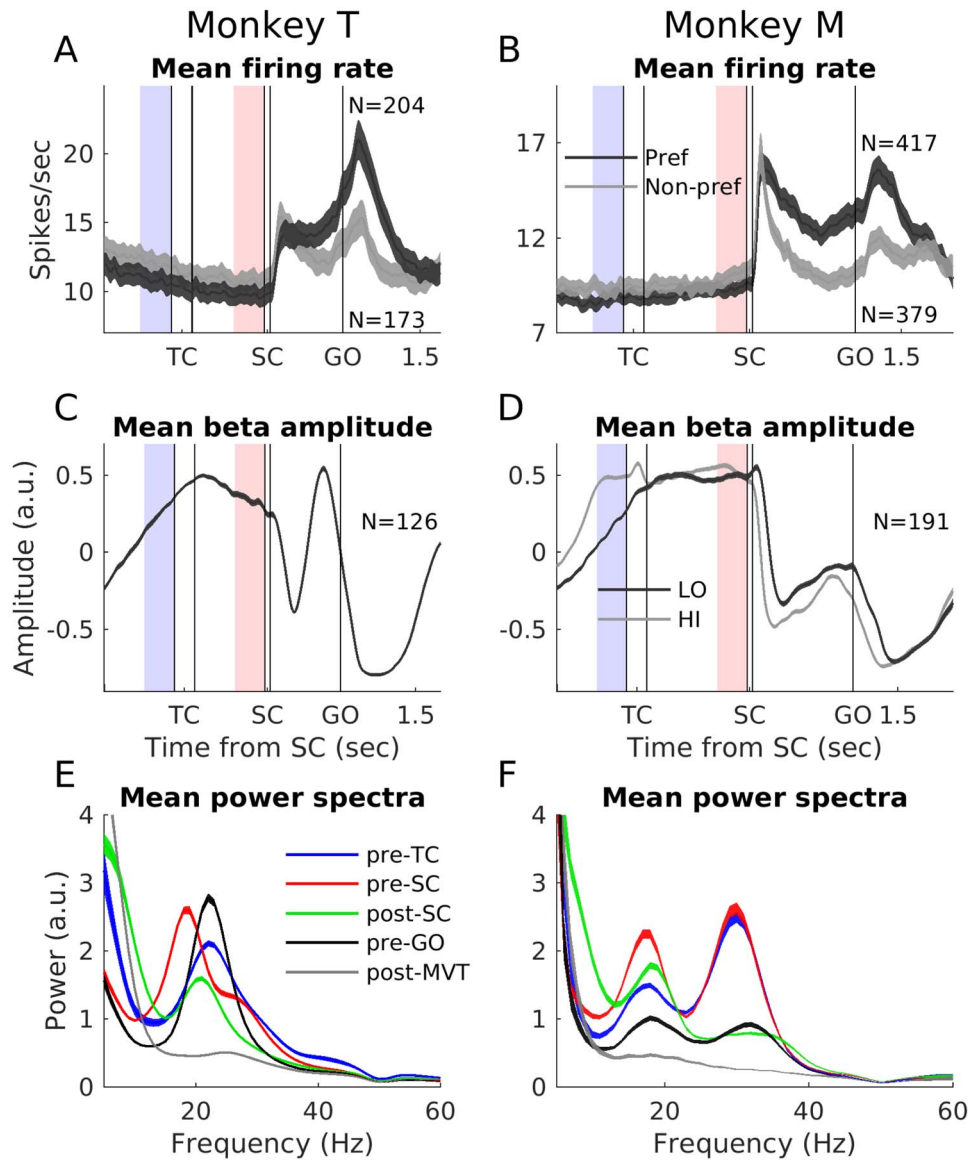 Monkey T
Monkey M
A
Mean firing rate
B
Mean firing rate
Spikes/sec
20
15
10
N=204
N=173
TC
SC
GO
1.5
17
12
7
Pref
Non-pref
N=417
N=379
TC
SC
GO 1.5
C
Mean beta amplitude
D
Mean beta amplitude
Amplitude (a.u.)
0.5
0
-0.5
N=126
TC
SC
GO
1.5
Time from SC (sec)
0.5
0
-0.5
N=191
LO
HI
TC
SC
GO 1.5
Time from SC (sec)
E
Mean power spectra
F
Mean power spectra
Power (a.u.)
4
3
2
1
0
pre-TC
pre-SC
post-SC
pre-GO
post-MVT
20
40
60
Frequency (Hz)
4
3
2
1
0
20
40
60
Frequency (Hz)